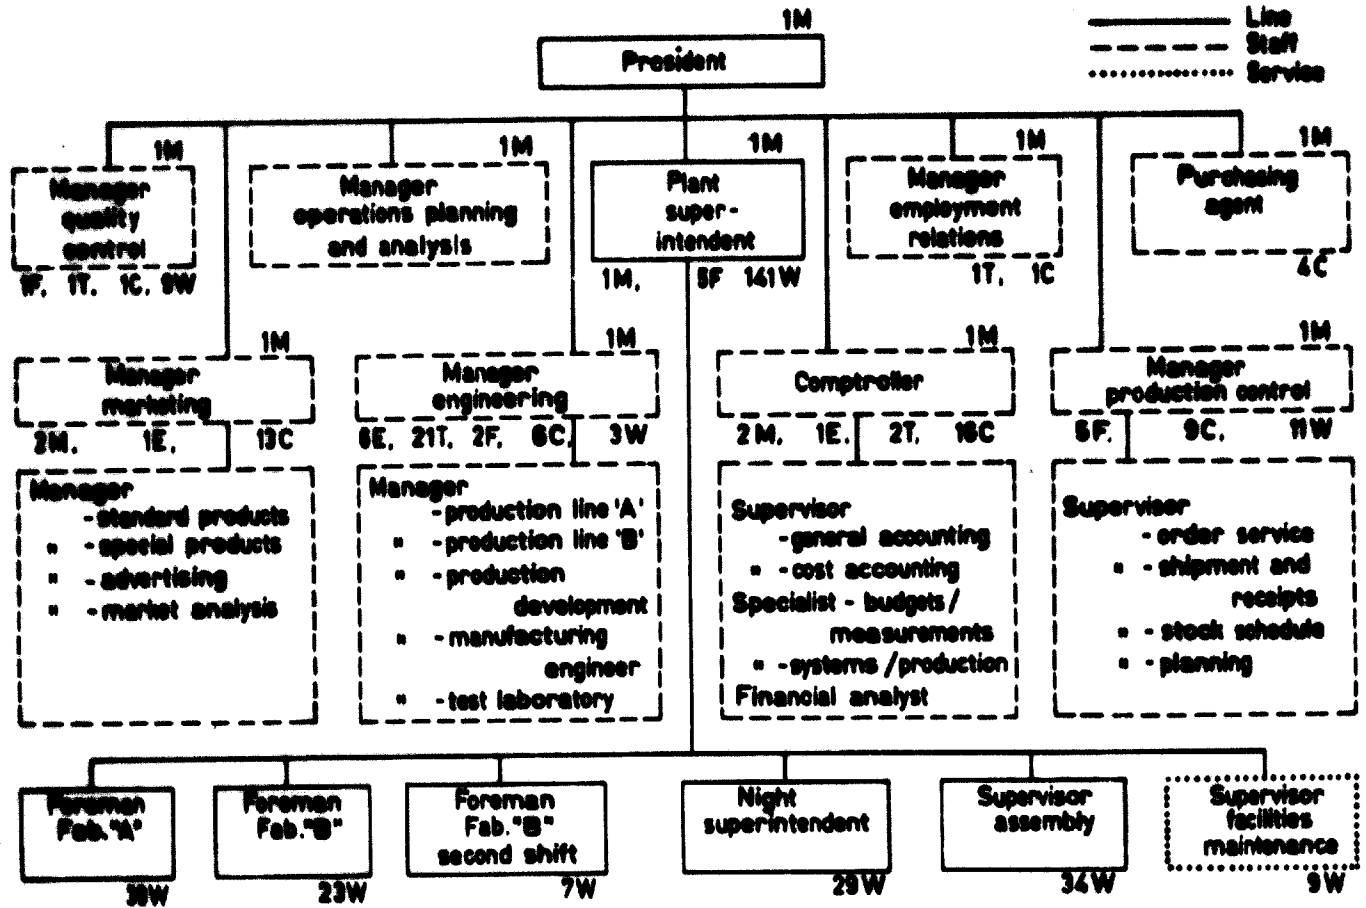 1M
President
Line
Staff
Service
1M
Manager
quality
control
1F, 1T, 1C, 9W
1M
Manager
operations planning
and analysis
1M
Plant
super-
intendent
1M, 5F 141W
1M
Manager
employment
relations
1T, 1C
1M
Purchasing
agent
4C
1M
Manager
marketing
2M, 1E, 13C
1M
Manager
engineering
6E, 21T, 2F, 6C, 3W
1M
Comptroller
2M, 1E, 2T, 16C
1M
Manager
production control
9C, 11W
Manager
-standard products
" -special products
" -advertising
" -market analysis
Manager
-production line 'A'
" -production line 'B'
" -production
development
" -manufacturing
engineer
" -test laboratory
Supervisor
-general accounting
" -cost accounting
Specialist - budgets/
measurements
" -systems/production
Financial analyst
Supervisor
-order service
" -shipment and
receipts
" -stock schedule
" -planning
Foreman
Fab."A"
Foreman
Fab."B"
23W
Foreman
Fab."B"
second shift
7W
Night
superintendent
29W
Supervisor
assembly
34W
Supervisor
facilities
maintenance
9W